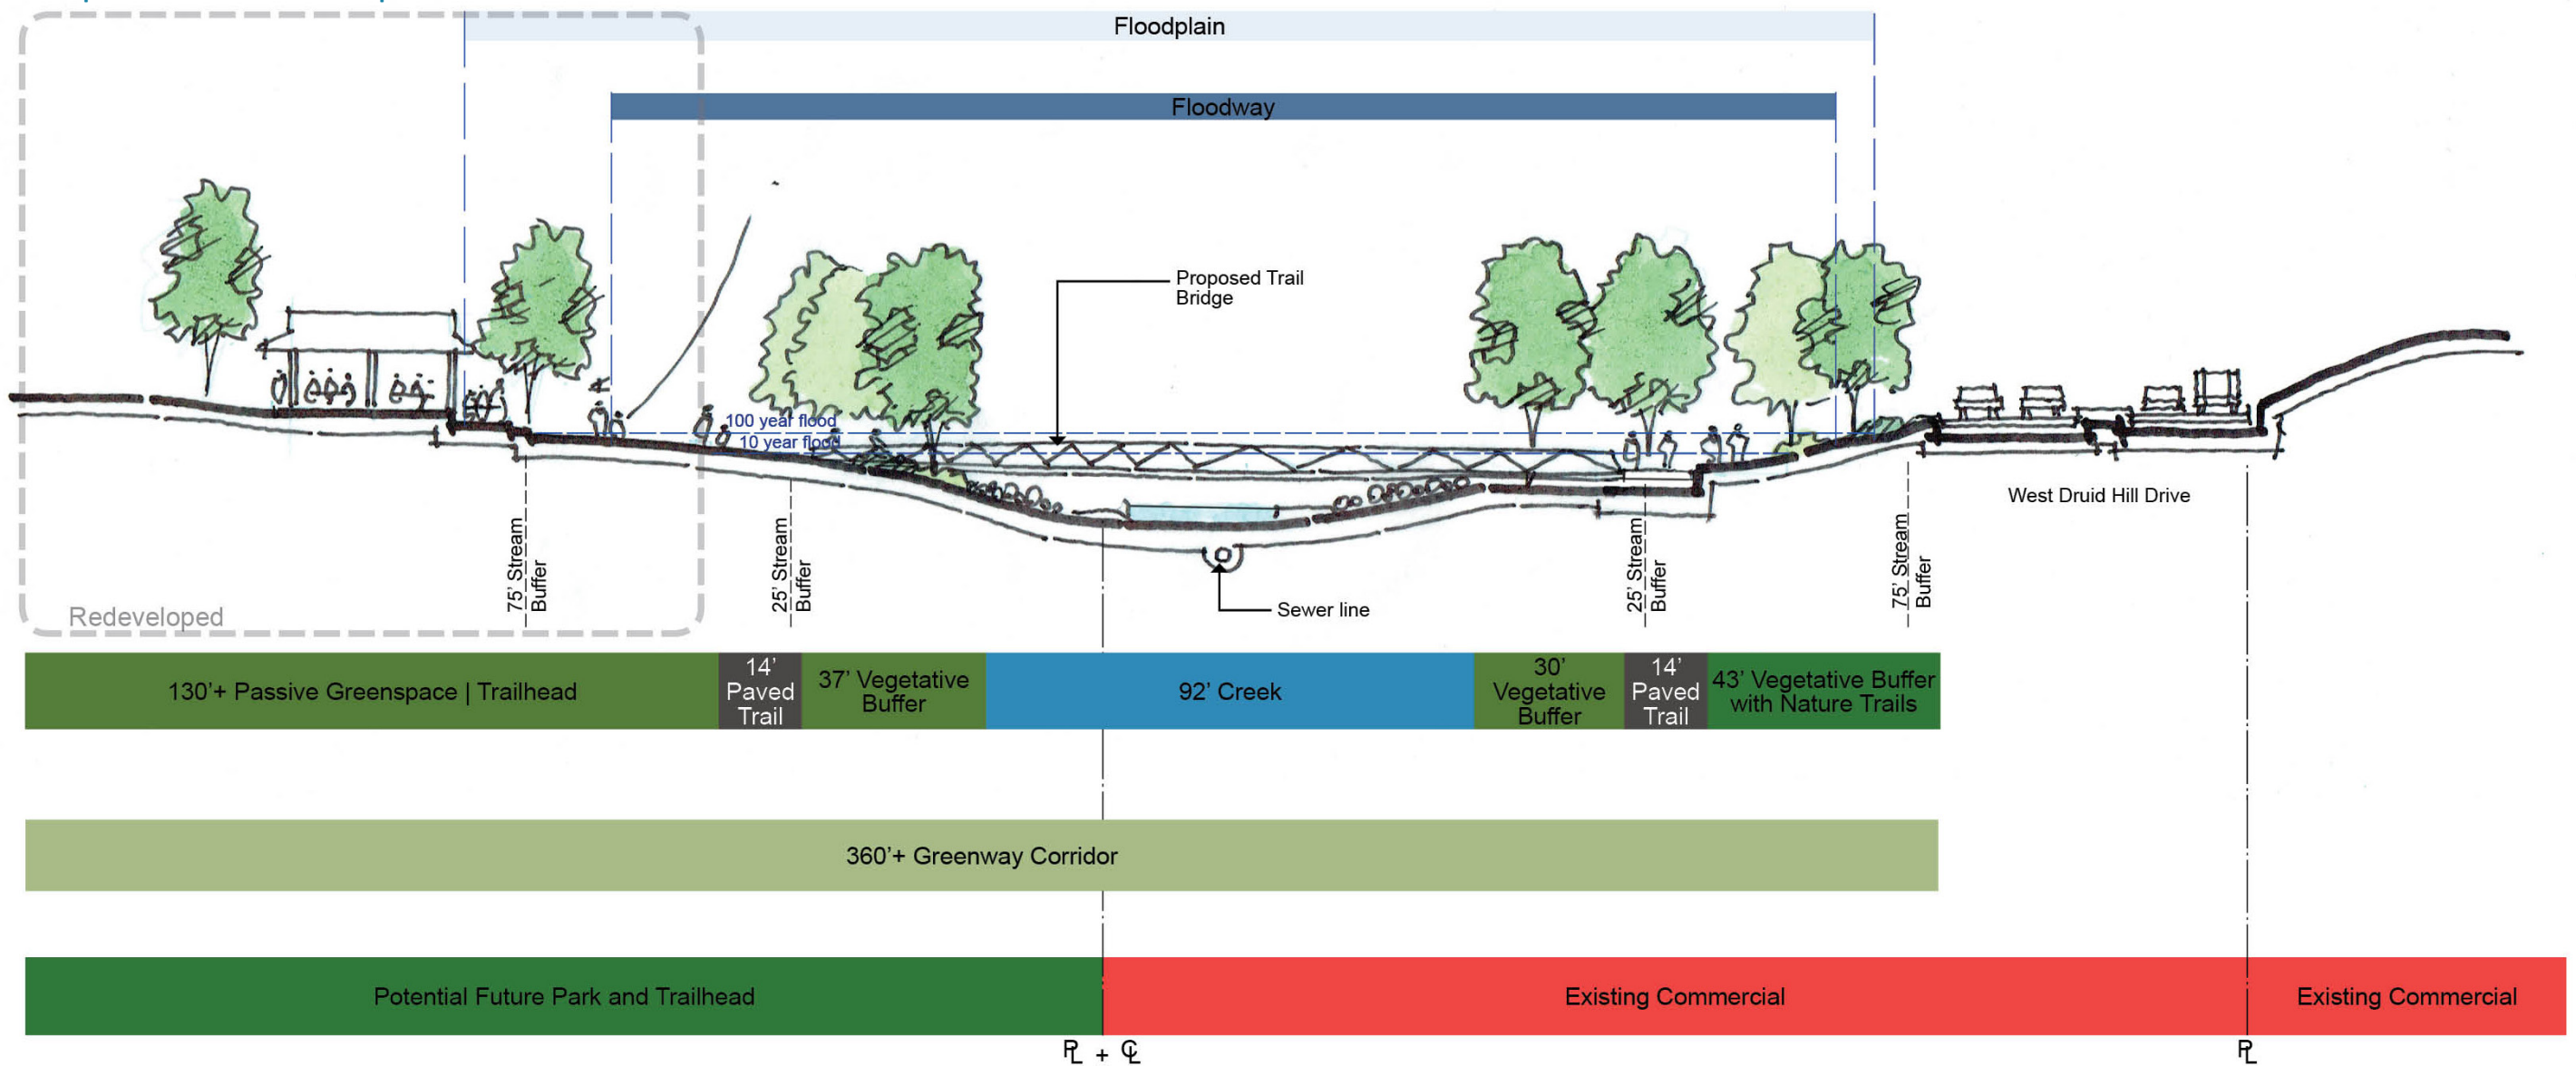 Floodplain
Floodway
Proposed Trail
Bridge
100 year flood
10 year flood
West Druid Hill Drive
75' Stream
Buffer
25' Stream
Buffer
25' Stream
Buffer
75' Stream
Buffer
Sewer line
Redeveloped
130'+ Passive Greenspace | Trailhead
14'
Paved
Trail
37' Vegetative
Buffer
92' Creek
30'
Vegetative
Buffer
14'
Paved
Trail
43' Vegetative Buffer
with Nature Trails
360'+ Greenway Corridor
Potential Future Park and Trailhead
Existing Commercial
Existing Commercial
PL + CL
PL